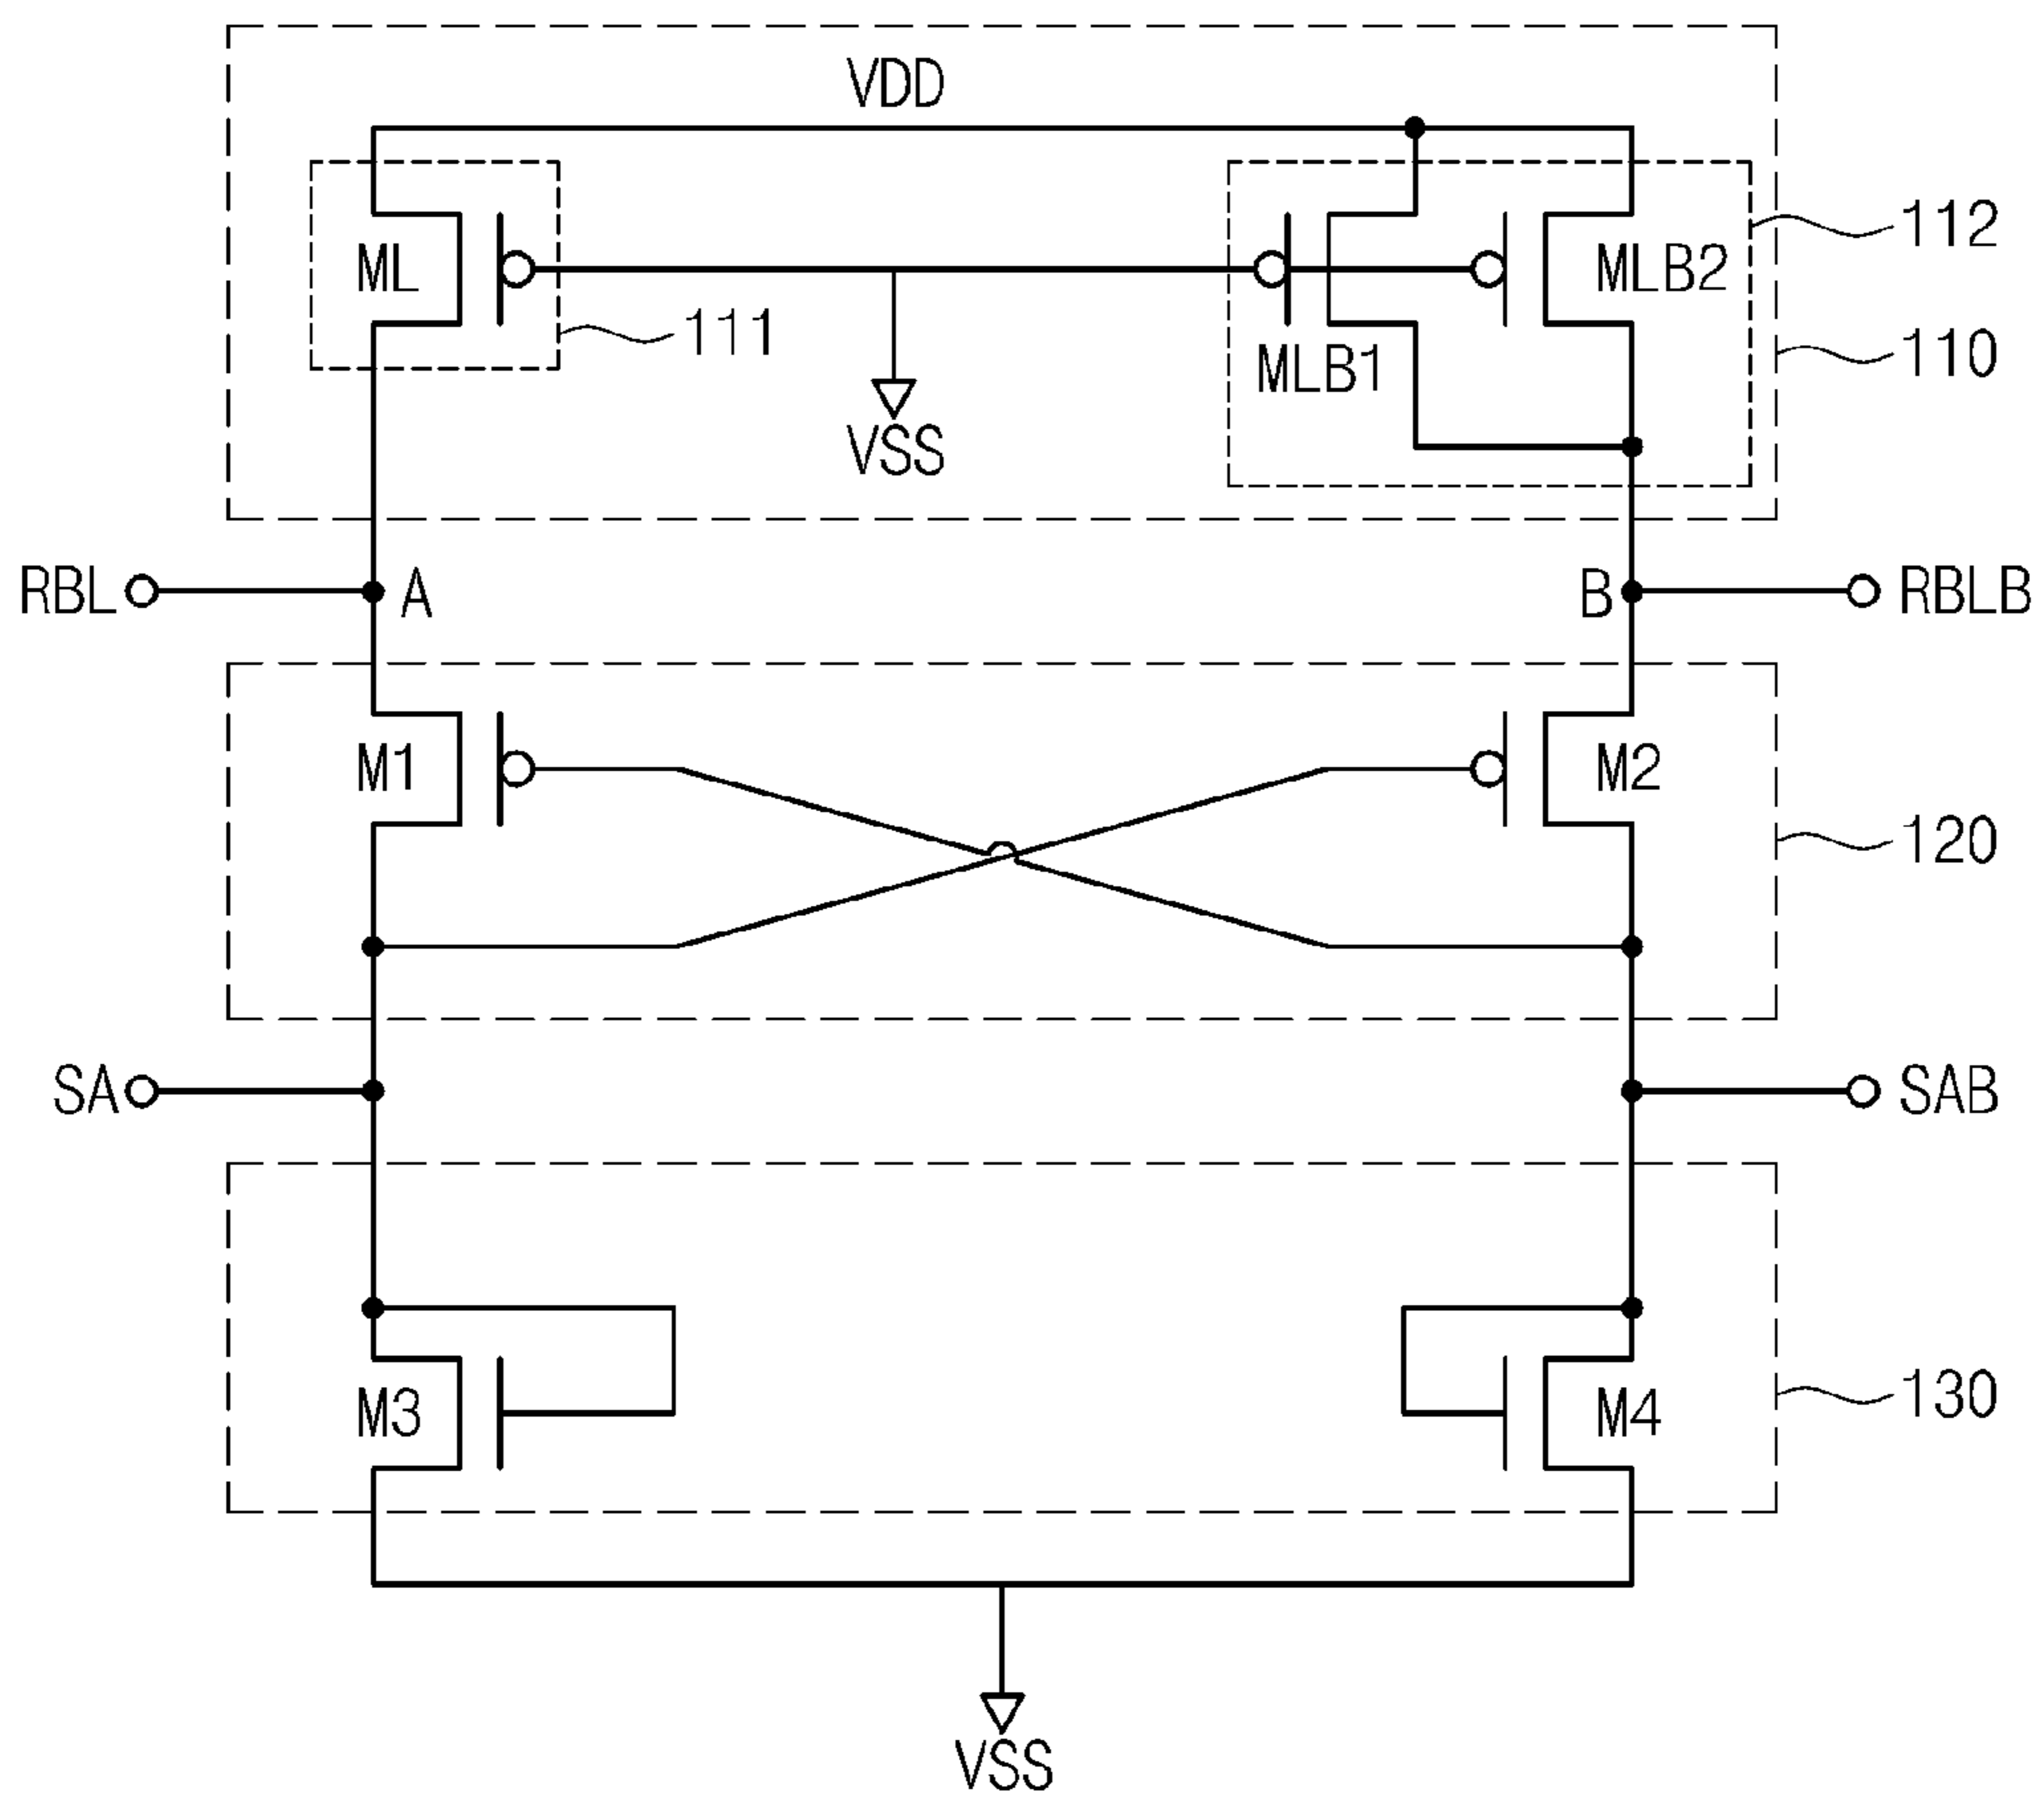 VDD
112
ML
MLB2
111
110
MLB1
VSS
RBL
A
B
RBLB
M1
M2
120
SA
SAB
M3
M4
130
VSS